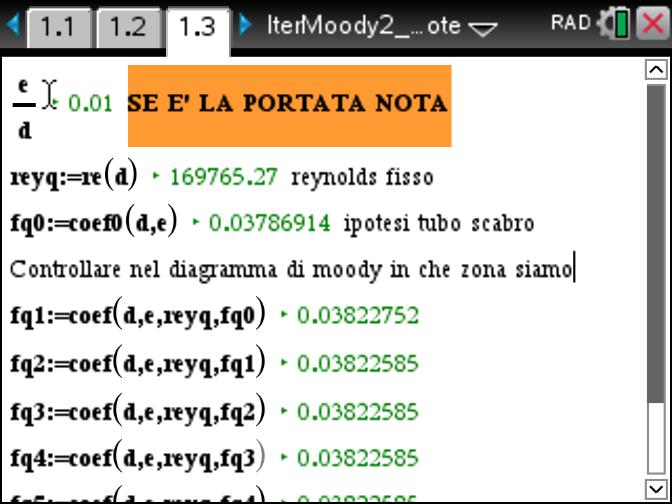 1.1 1.2 1.3 IterMoody2_...ote RAD
e/d ▸ 0.01 SE E' LA PORTATA NOTA
reyq:=re(d) ▸ 169765.27 reynolds fisso
fq0:=coef0(d,e) ▸ 0.03786914 ipotesi tubo scabro
Controllare nel diagramma di moody in che zona siamo
fq1:=coef(d,e,reyq,fq0) ▸ 0.03822752
fq2:=coef(d,e,reyq,fq1) ▸ 0.03822585
fq3:=coef(d,e,reyq,fq2) ▸ 0.03822585
fq4:=coef(d,e,reyq,fq3) ▸ 0.03822585